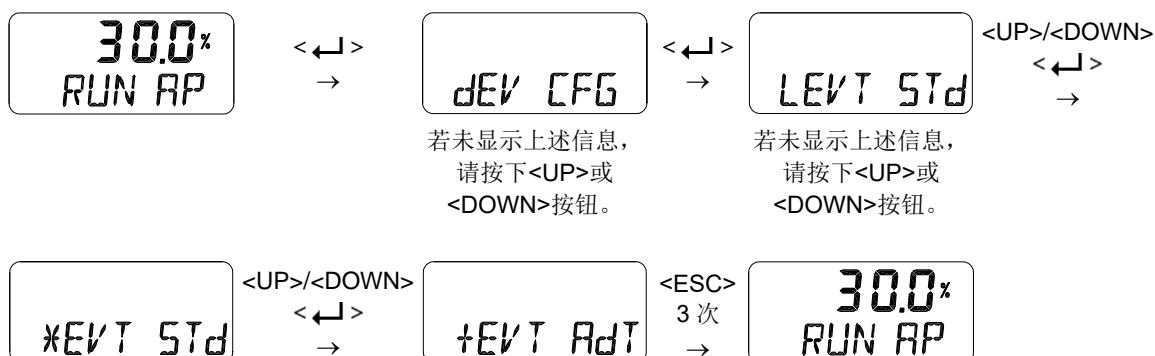 30.0%
RUN AP
< ↵ >
→
dEV CFG
若未显示上述信息，
请按下<UP>或
<DOWN>按钮。
< ↵ >
→
LEVT STd
若未显示上述信息，
请按下<UP>或
<DOWN>按钮。
<UP>/<DOWN>
< ↵ >
→
*EVT STd
<UP>/<DOWN>
< ↵ >
→
+EVT AdT
<ESC>
3 次
→
30.0%
RUN AP